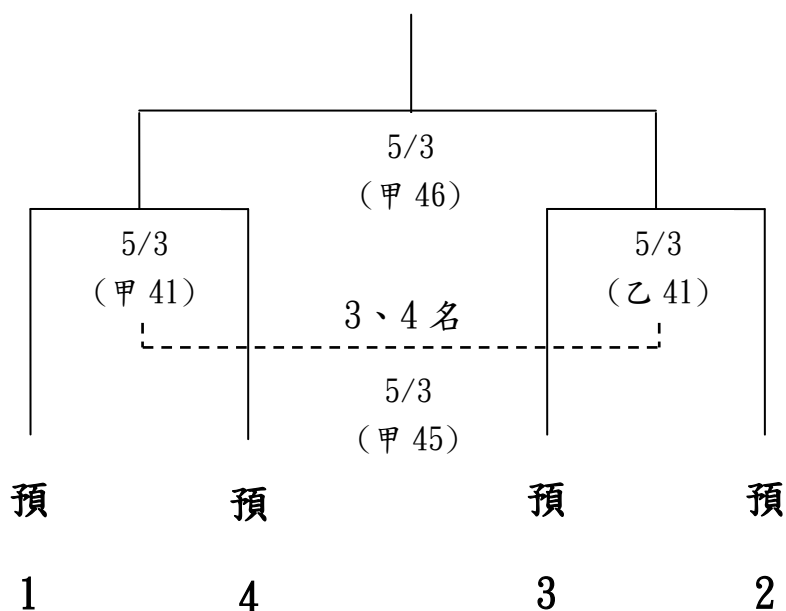 5/3
（甲 46）
5/3
（甲 41）
5/3
（乙 41）
3、4 名
5/3
（甲 45）
預 預 預 預
1 4 3 2